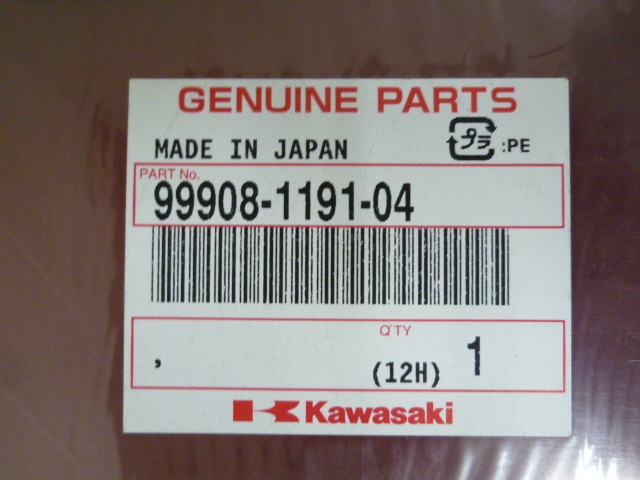 GENUINE PARTS
MADE IN JAPAN
プラ :PE
PART No.
99908-1191-04
Q'TY
, (12H) 1
Kawasaki